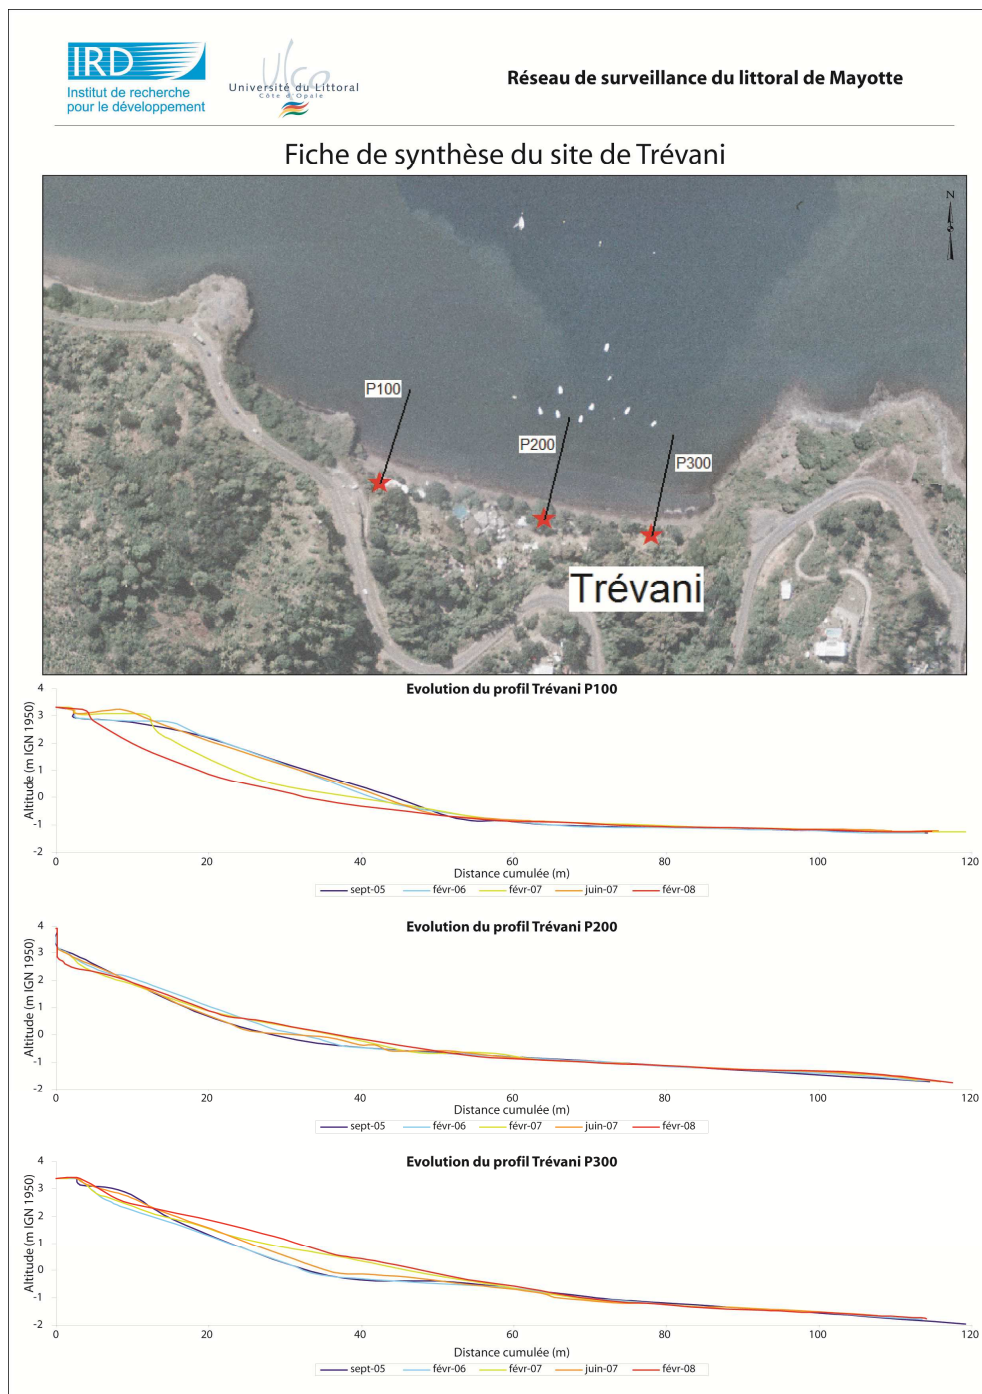 IRD
Institut de recherche
pour le développement
ulco
Université du Littoral
Côte d'Opale
Réseau de surveillance du littoral de Mayotte
Fiche de synthèse du site de Trévani
N
P100
P200
P300
Trévani
Evolution du profil Trévani P100
Altitude (m IGN 1950)
4
3
2
1
0
-1
-2
0 20 40 60 80 100 120
Distance cumulée (m)
sept-05 févr-06 févr-07 juin-07 févr-08
Evolution du profil Trévani P200
Altitude (m IGN 1950)
4
3
2
1
0
-1
-2
0 20 40 60 80 100 120
Distance cumulée (m)
sept-05 févr-06 févr-07 juin-07 févr-08
Evolution du profil Trévani P300
Altitude (m IGN 1950)
4
3
2
1
0
-1
-2
0 20 40 60 80 100 120
Distance cumulée (m)
sept-05 févr-06 févr-07 juin-07 févr-08